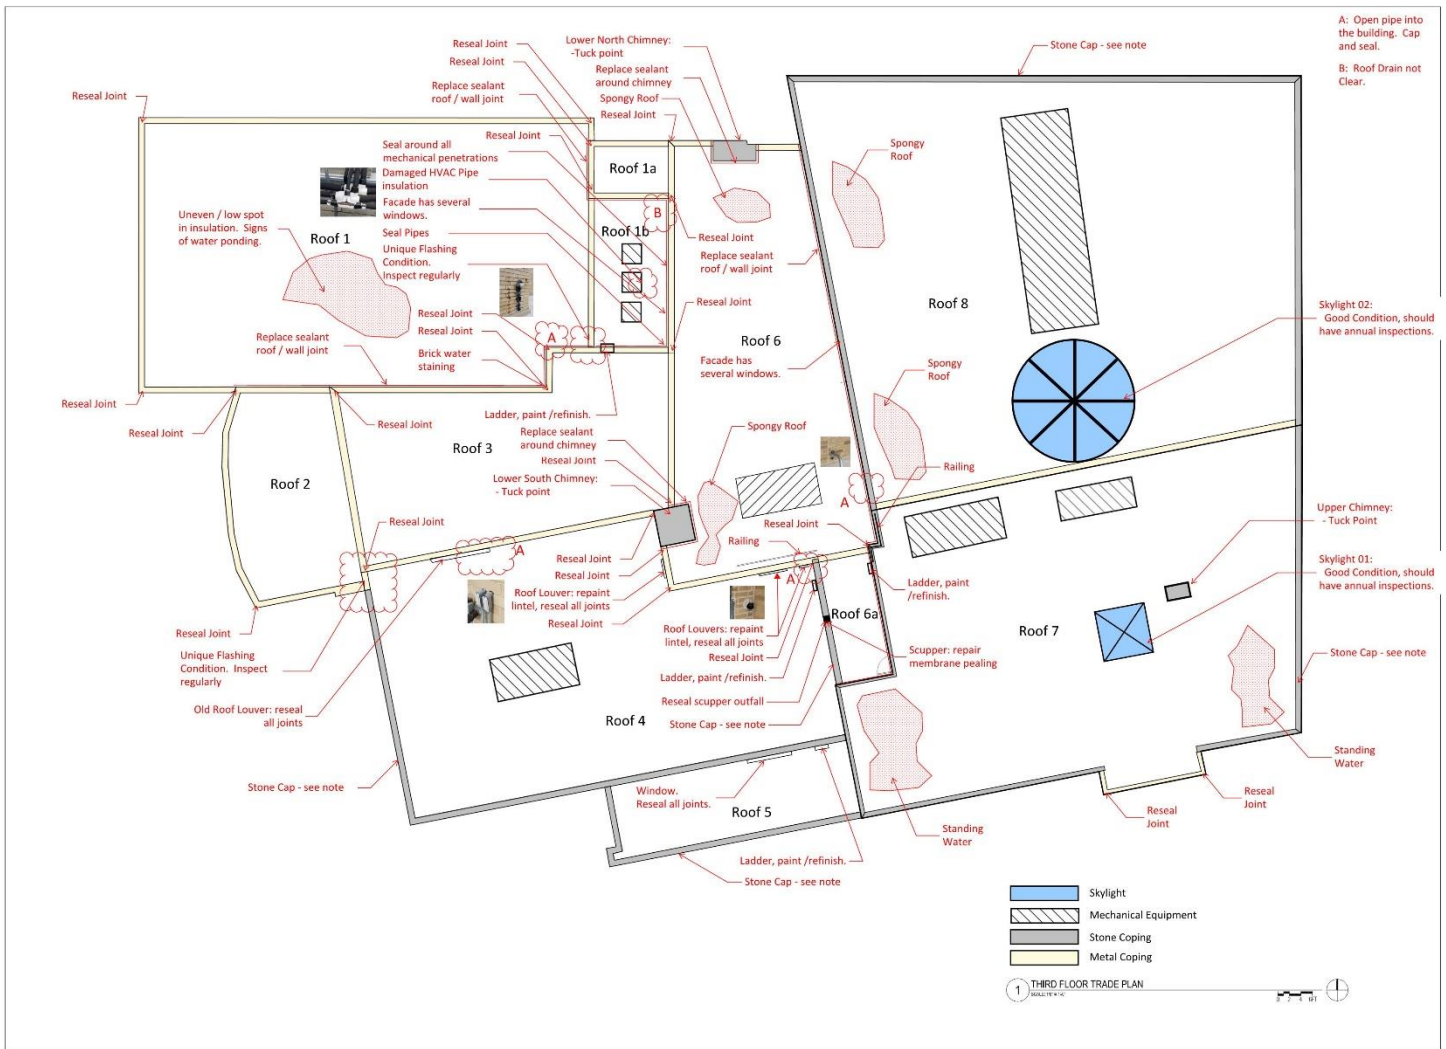 A: Open pipe into
the building. Cap
and seal.
B: Roof Drain not
Clear.
Reseal Joint
Lower North Chimney:
-Tuck point
Stone Cap - see note
Reseal Joint
Replace sealant
around chimney
Reseal Joint
Replace sealant
roof / wall joint
Spongy Roof
Reseal Joint
Reseal Joint
Seal around all
mechanical penetrations
Spongy
Roof
Roof 1a
Damaged HVAC Pipe
insulation
Facade has several
windows.
Uneven / low spot
in insulation. Signs
of water ponding.
B
Roof 1
Seal Pipes
Roof 1b
Reseal Joint
Unique Flashing
Condition.
Inspect regularly
Replace sealant
roof / wall joint
Roof 8
Reseal Joint
Skylight 02:
Good Condition, should
have annual inspections.
Reseal Joint
Reseal Joint
Replace sealant
roof / wall joint
A
Roof 6
Brick water
staining
Facade has
several windows.
Spongy
Roof
Reseal Joint
Ladder, paint /refinish.
Reseal Joint
Reseal Joint
Replace sealant
around chimney
Spongy Roof
Roof 3
Reseal Joint
Railing
Lower South Chimney:
- Tuck point
Roof 2
A
Upper Chimney:
- Tuck Point
Reseal Joint
Reseal Joint
Railing
A
Reseal Joint
Skylight 01:
Good Condition, should
have annual inspections.
Reseal Joint
A
Ladder, paint
/refinish.
Roof Louver: repaint
lintel, reseal all joints
Roof 6a
Reseal Joint
Roof Louvers: repaint
lintel, reseal all joints
Roof 7
Reseal Joint
Reseal Joint
Scupper: repair
membrane pealing
Stone Cap - see note
Unique Flashing
Condition. Inspect
regularly
Ladder, paint /refinish.
Reseal scupper outfall
Old Roof Louver: reseal
all joints
Roof 4
Stone Cap - see note
Standing
Water
Stone Cap - see note
Window.
Reseal all joints.
Roof 5
Reseal
Joint
Reseal
Joint
Standing
Water
Ladder, paint /refinish.
Stone Cap - see note
Skylight
Mechanical Equipment
Stone Coping
Metal Coping
1
THIRD FLOOR TRADE PLAN